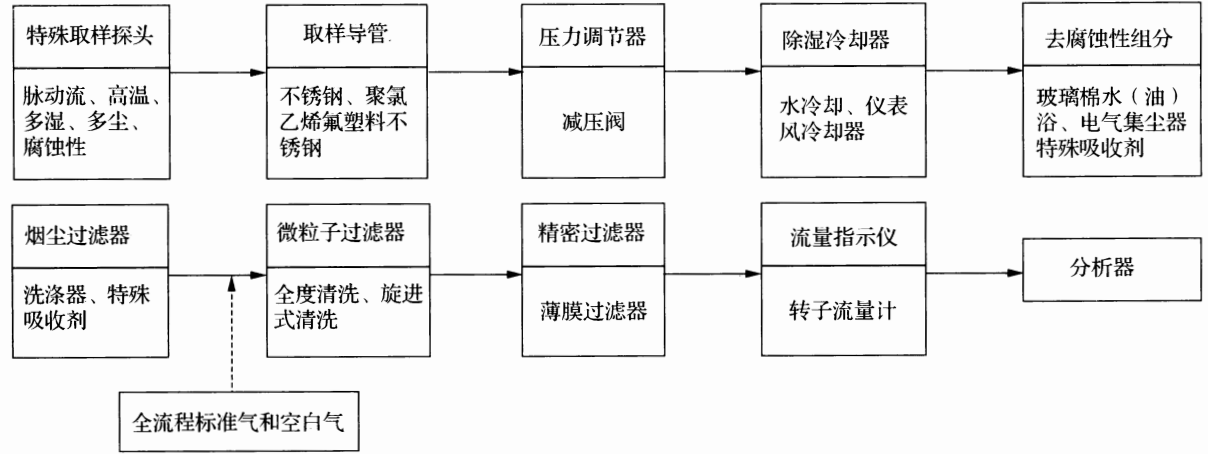 特殊取样探头
脉动流、高温、
多湿、多尘、
腐蚀性
取样导管
不锈钢、聚氯
乙烯氟塑料不
锈钢
压力调节器
减压阀
除湿冷却器
水冷却、仪表
风冷却器
去腐蚀性组分
玻璃棉水（油）
浴、电气集尘器
特殊吸收剂
烟尘过滤器
洗涤器、特殊
吸收剂
微粒子过滤器
全度清洗、旋进
式清洗
精密过滤器
薄膜过滤器
流量指示仪
转子流量计
分析器
全流程标准气和空白气